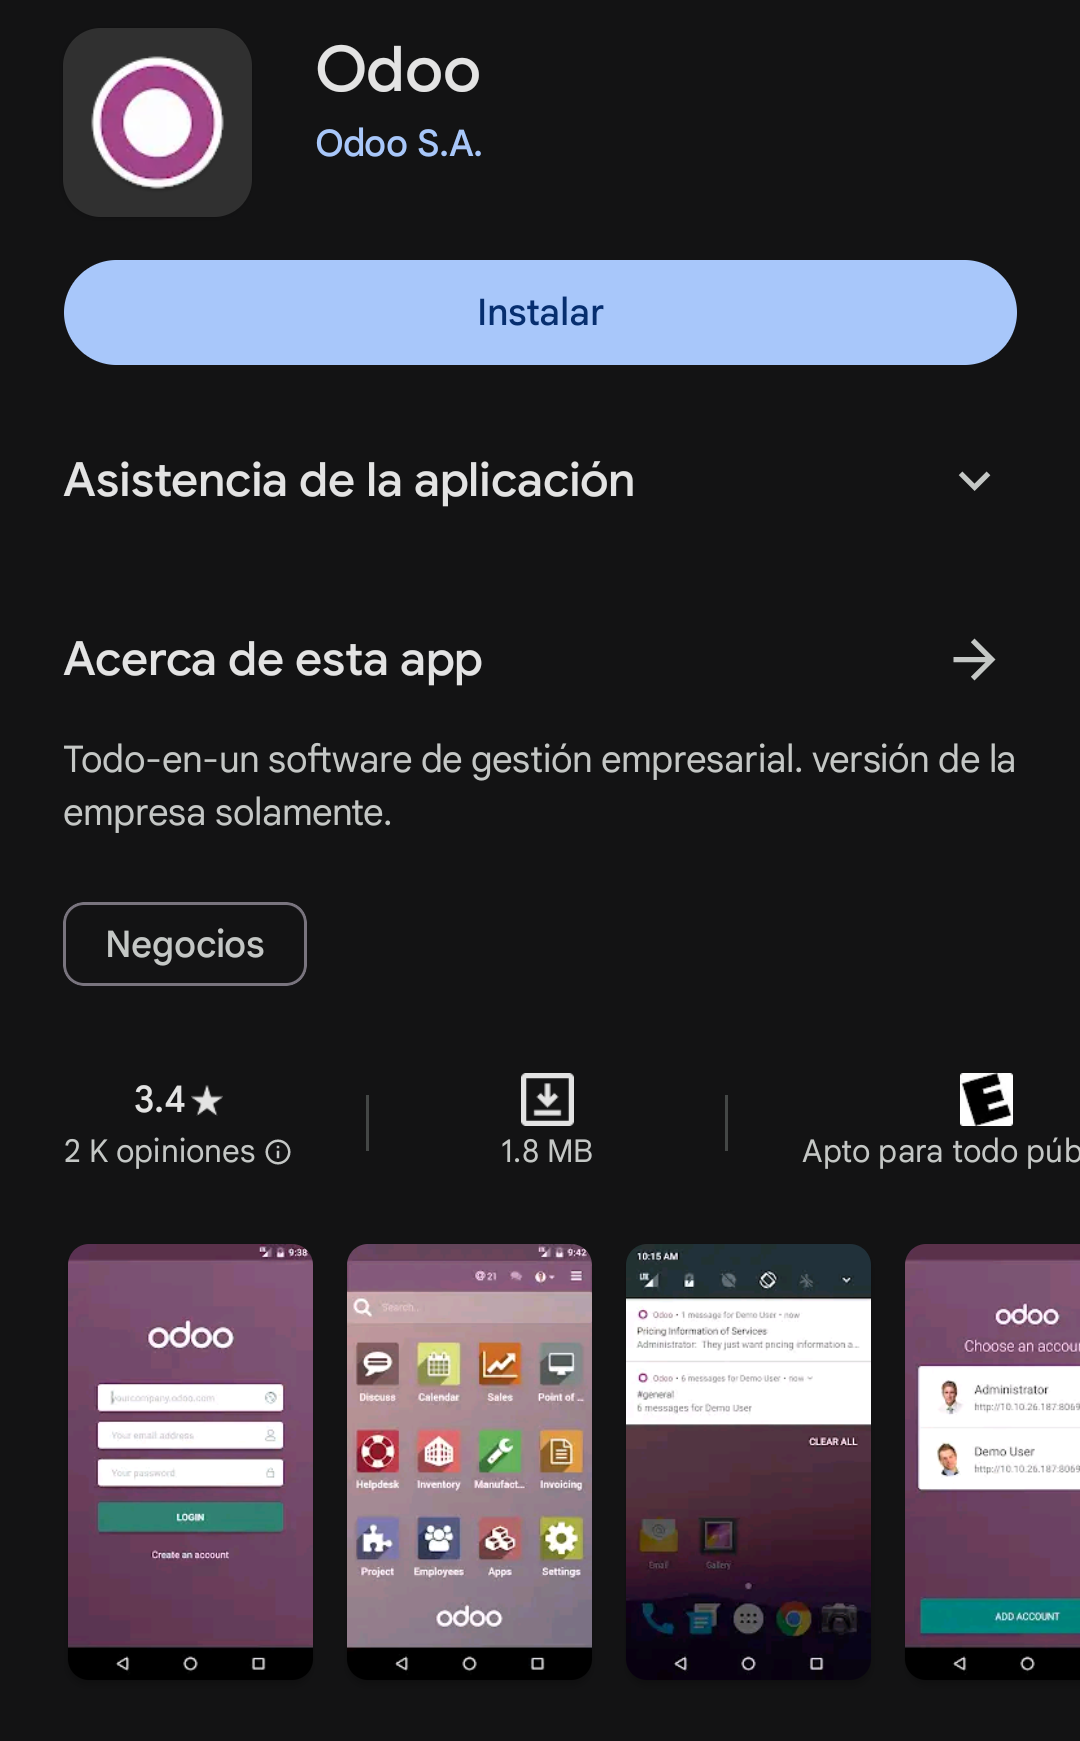 Odoo
Odoo S.A.
Instalar
Asistencia de la aplicación
Acerca de esta app
Todo-en-un software de gestión empresarial. versión de la
empresa solamente.
Negocios
3.4★
2 K opiniones
1.8 MB
E
Apto para todo púb
9:38
odoo
yourcompany.odoo.com
Your email address
Your password
LOGIN
Create an account
9:42
@ 21
Search...
Discuss Calendar Sales Point of ...
Helpdesk Inventory Manufact... Invoicing
Project Employees Apps Settings
odoo
10:15 AM
LTE
Odoo • 1 message for Demo User • now
Pricing Information of Services
Administrator: They just want pricing information a...
Odoo • 6 messages for Demo User • now
#general
6 messages for Demo User
CLEAR ALL
Email Gallery
odoo
Choose an accou
Administrator
http://10.10.26.187:8069
Demo User
http://10.10.26.187:8069
ADD ACCOUNT